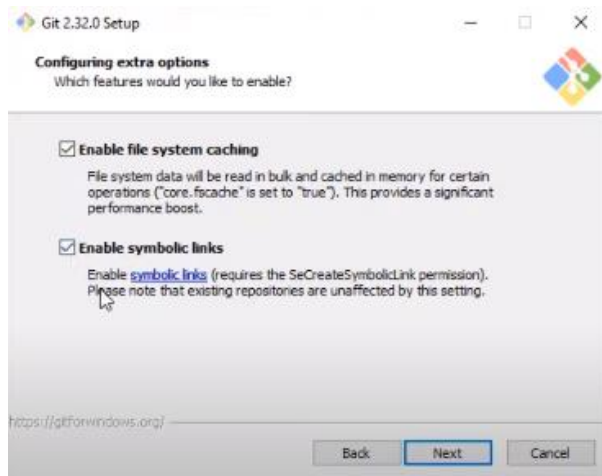 Git 2.32.0 Setup
Configuring extra options
Which features would you like to enable?
Enable file system caching
File system data will be read in bulk and cached in memory for certain
operations ("core.fscache" is set to "true"). This provides a significant
performance boost.
Enable symbolic links
Enable symbolic links (requires the SeCreateSymbolicLink permission).
Please note that existing repositories are unaffected by this setting.
https://gitforwindows.org/
Back Next Cancel